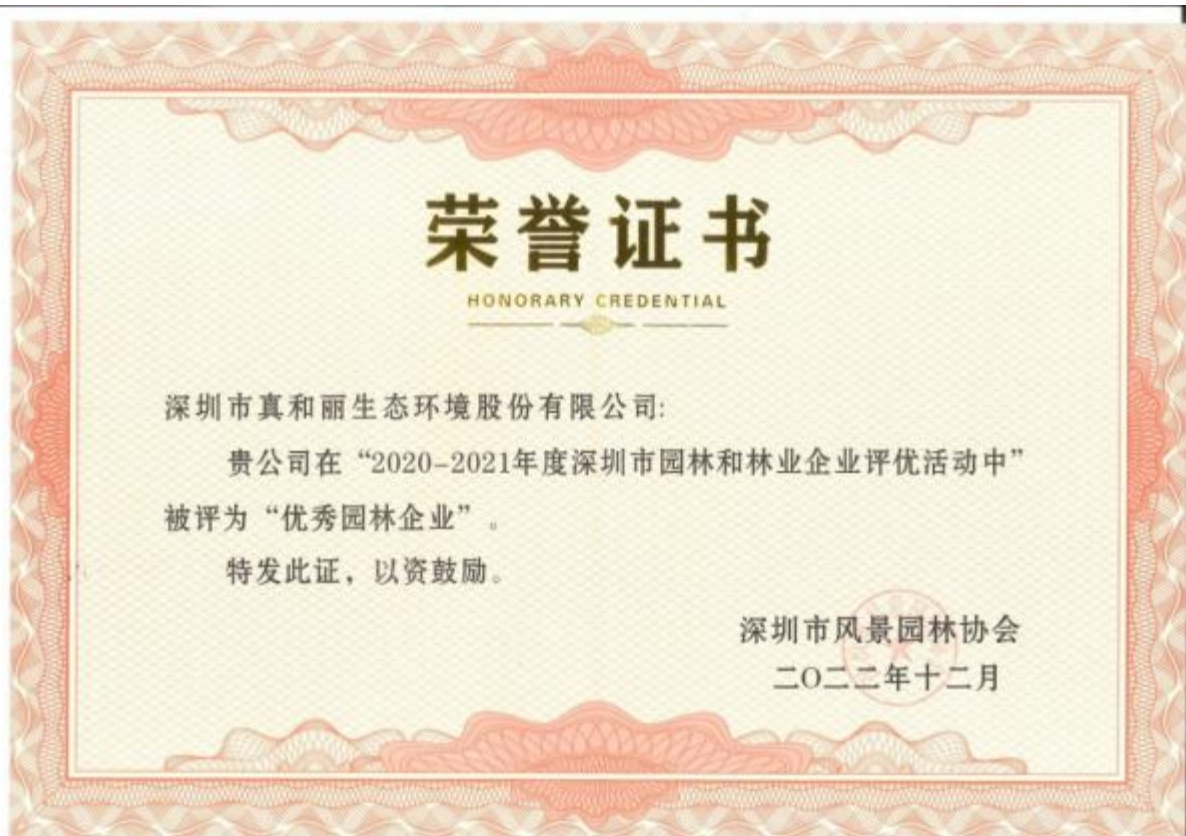 荣誉证书
HONORARY CREDENTIAL
深圳市真和丽生态环境股份有限公司:
贵公司在“2020-2021年度深圳市园林和林业企业评优活动中”
被评为“优秀园林企业”。
特发此证，以资鼓励。
深圳市风景园林协会
二〇二二年十二月